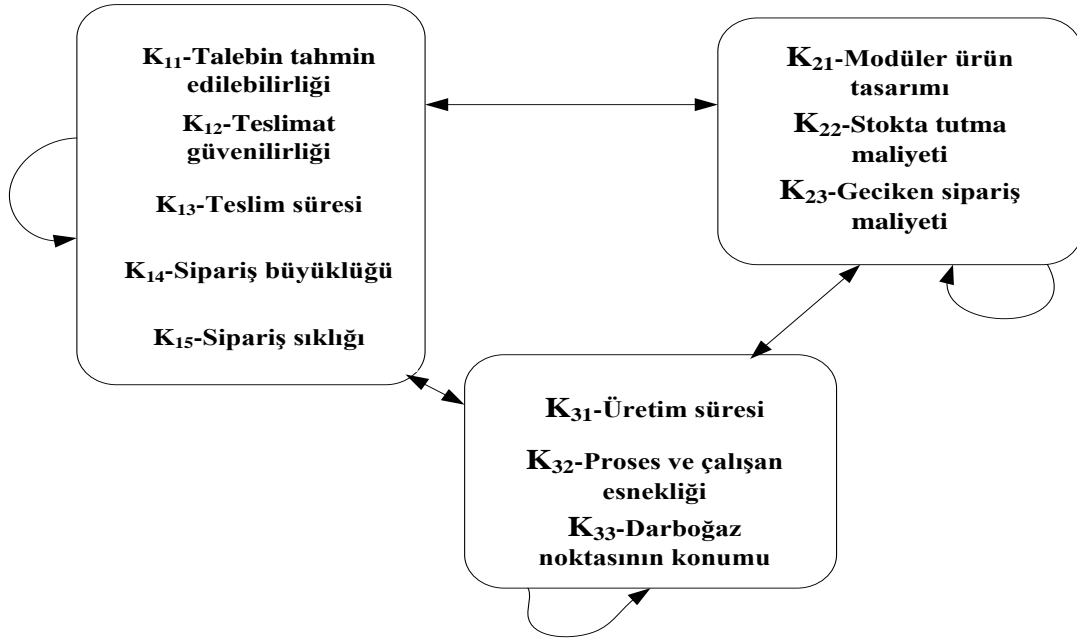 K11-Talebin tahmin
edilebilirliği
K12-Teslimat
güvenilirliği
K13-Teslim süresi
K14-Sipariş büyüklüğü
K15-Sipariş sıklığı
K21-Modüler ürün
tasarımı
K22-Stokta tutma
maliyeti
K23-Geciken sipariş
maliyeti
K31-Üretim süresi
K32-Proses ve çalışan
esnekliği
K33-Darboğaz
noktasının konumu